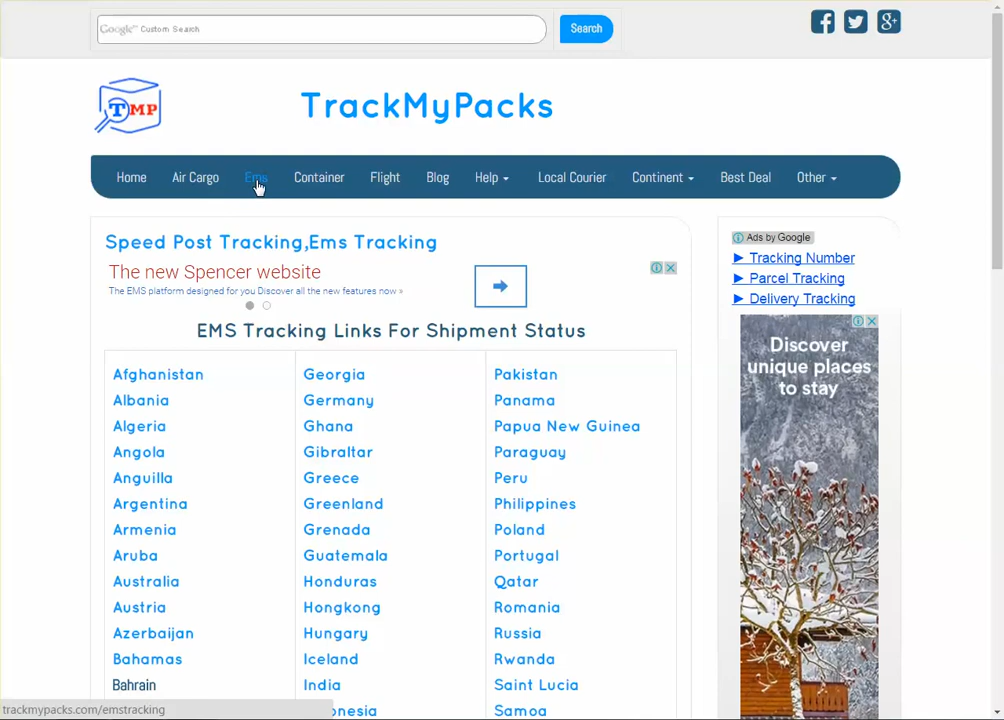 Google™ Custom Search
Search
TMP
TrackMyPacks
Home Air Cargo Ems Container Flight Blog Help Local Courier Continent Best Deal Other
Speed Post Tracking,Ems Tracking
The new Spencer website
The EMS platform designed for you Discover all the new features now »
EMS Tracking Links For Shipment Status
Afghanistan Georgia Pakistan
Albania Germany Panama
Algeria Ghana Papua New Guinea
Angola Gibraltar Paraguay
Anguilla Greece Peru
Argentina Greenland Philippines
Armenia Grenada Poland
Aruba Guatemala Portugal
Australia Honduras Qatar
Austria Hongkong Romania
Azerbaijan Hungary Russia
Bahamas Iceland Rwanda
Bahrain India Saint Lucia
Samoa
Ads by Google
► Tracking Number
► Parcel Tracking
► Delivery Tracking
Discover
unique places
to stay
trackmypacks.com/emstracking